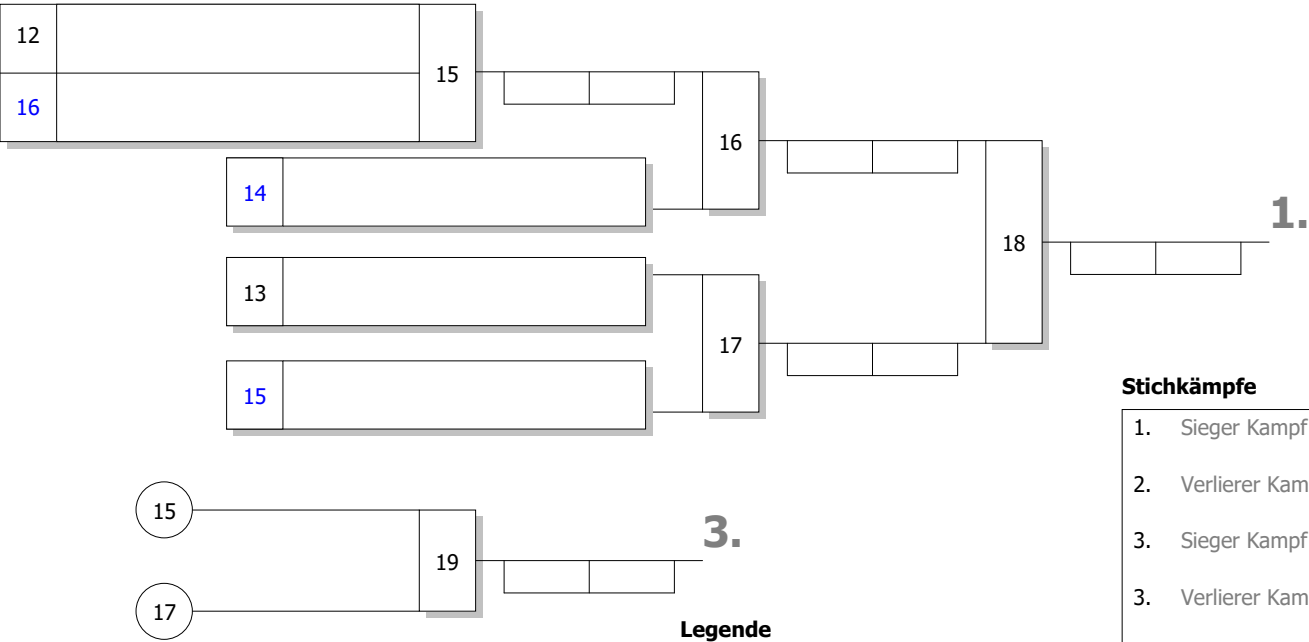 12
15
16
16
14
1.
18
13
17
15
Stichkämpfe
1. Sieger Kampf
2. Verlierer Kam
3. Sieger Kampf
3. Verlierer Kam
15
3.
19
17
Legende